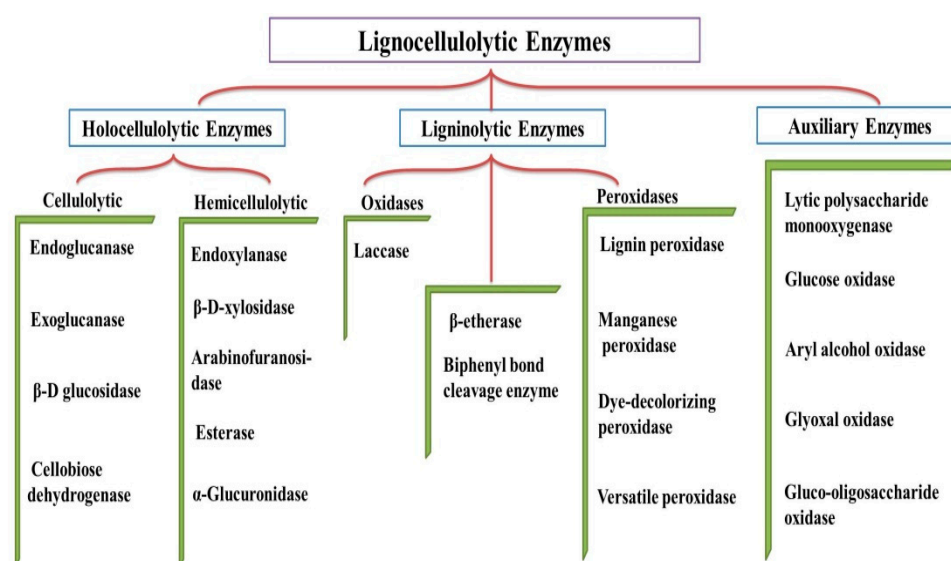 Lignocellulolytic Enzymes
Holocellulolytic Enzymes
Ligninolytic Enzymes
Auxiliary Enzymes
Cellulolytic
Endoglucanase
Exoglucanase
β-D glucosidase
Cellobiose
dehydrogenase
Hemicellulolytic
Endoxylanase
β-D-xylosidase
Arabinofuranosi-
dase
Esterase
α-Glucuronidase
Oxidases
Laccase
β-etherase
Biphenyl bond
cleavage enzyme
Peroxidases
Lignin peroxidase
Manganese
peroxidase
Dye-decolorizing
peroxidase
Versatile peroxidase
Lytic polysaccharide
monooxygenase
Glucose oxidase
Aryl alcohol oxidase
Glyoxal oxidase
Gluco-oligosaccharide
oxidase